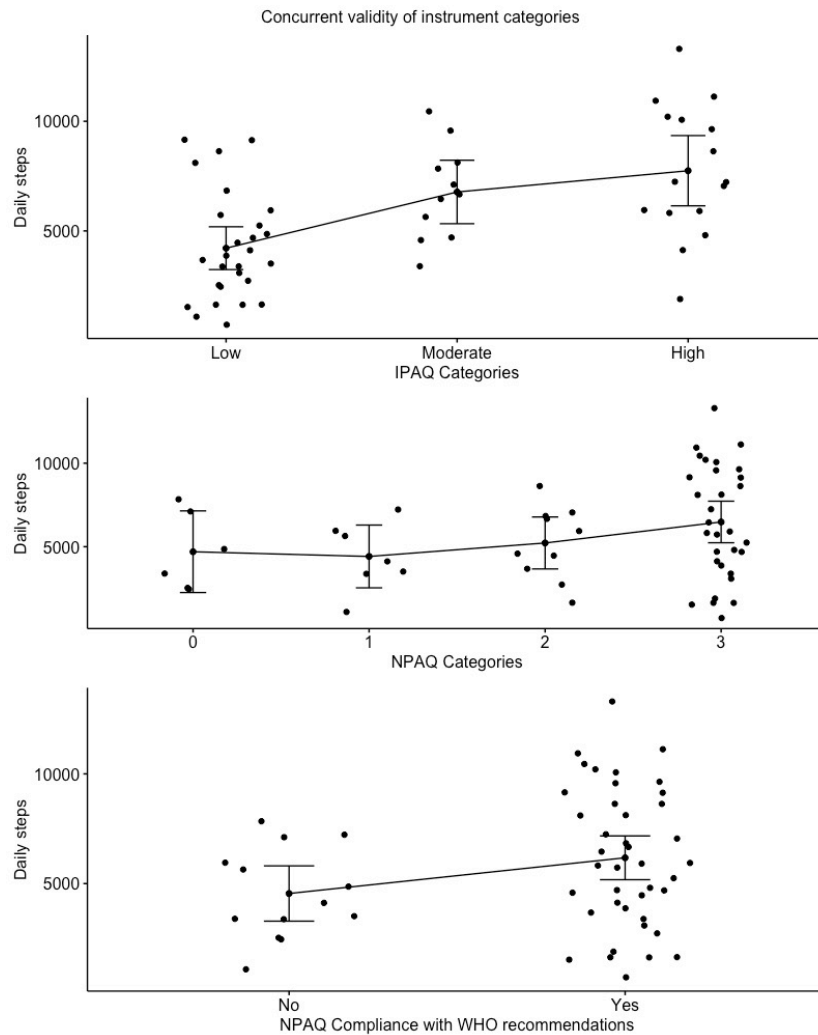 Concurrent validity of instrument categories
Daily steps
10000
5000
Low Moderate High
IPAQ Categories
Daily steps
10000
5000
0 1 2 3
NPAQ Categories
Daily steps
10000
5000
No Yes
NPAQ Compliance with WHO recommendations